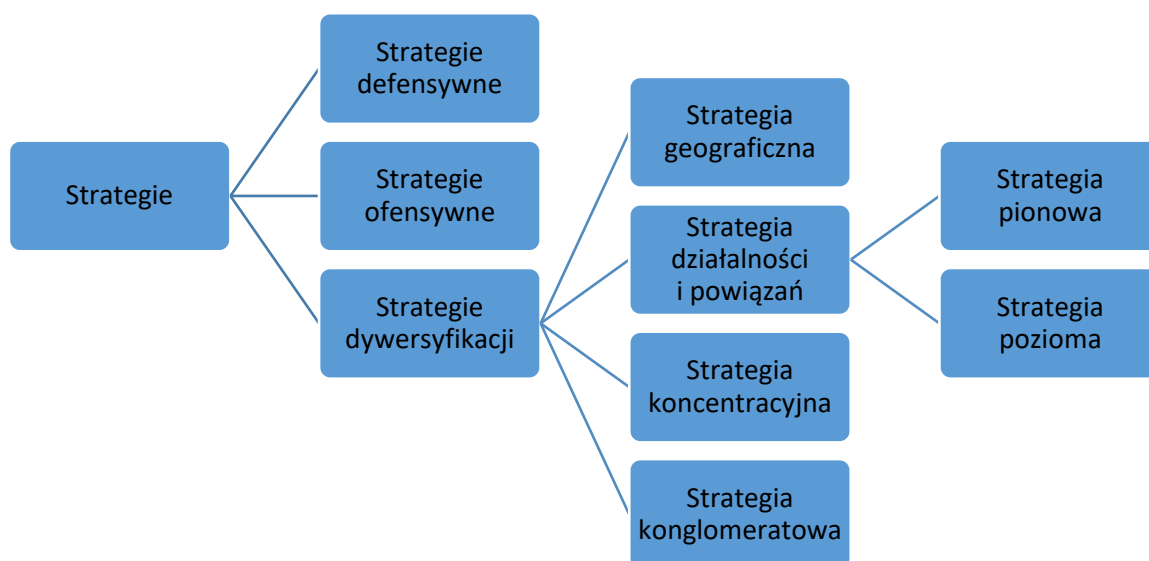 Strategie
Strategie
defensywne
Strategie
ofensywne
Strategie
dywersyfikacji
Strategia
geograficzna
Strategia
działalności
i powiązań
Strategia
koncentracyjna
Strategia
konglomeratowa
Strategia
pionowa
Strategia
pozioma